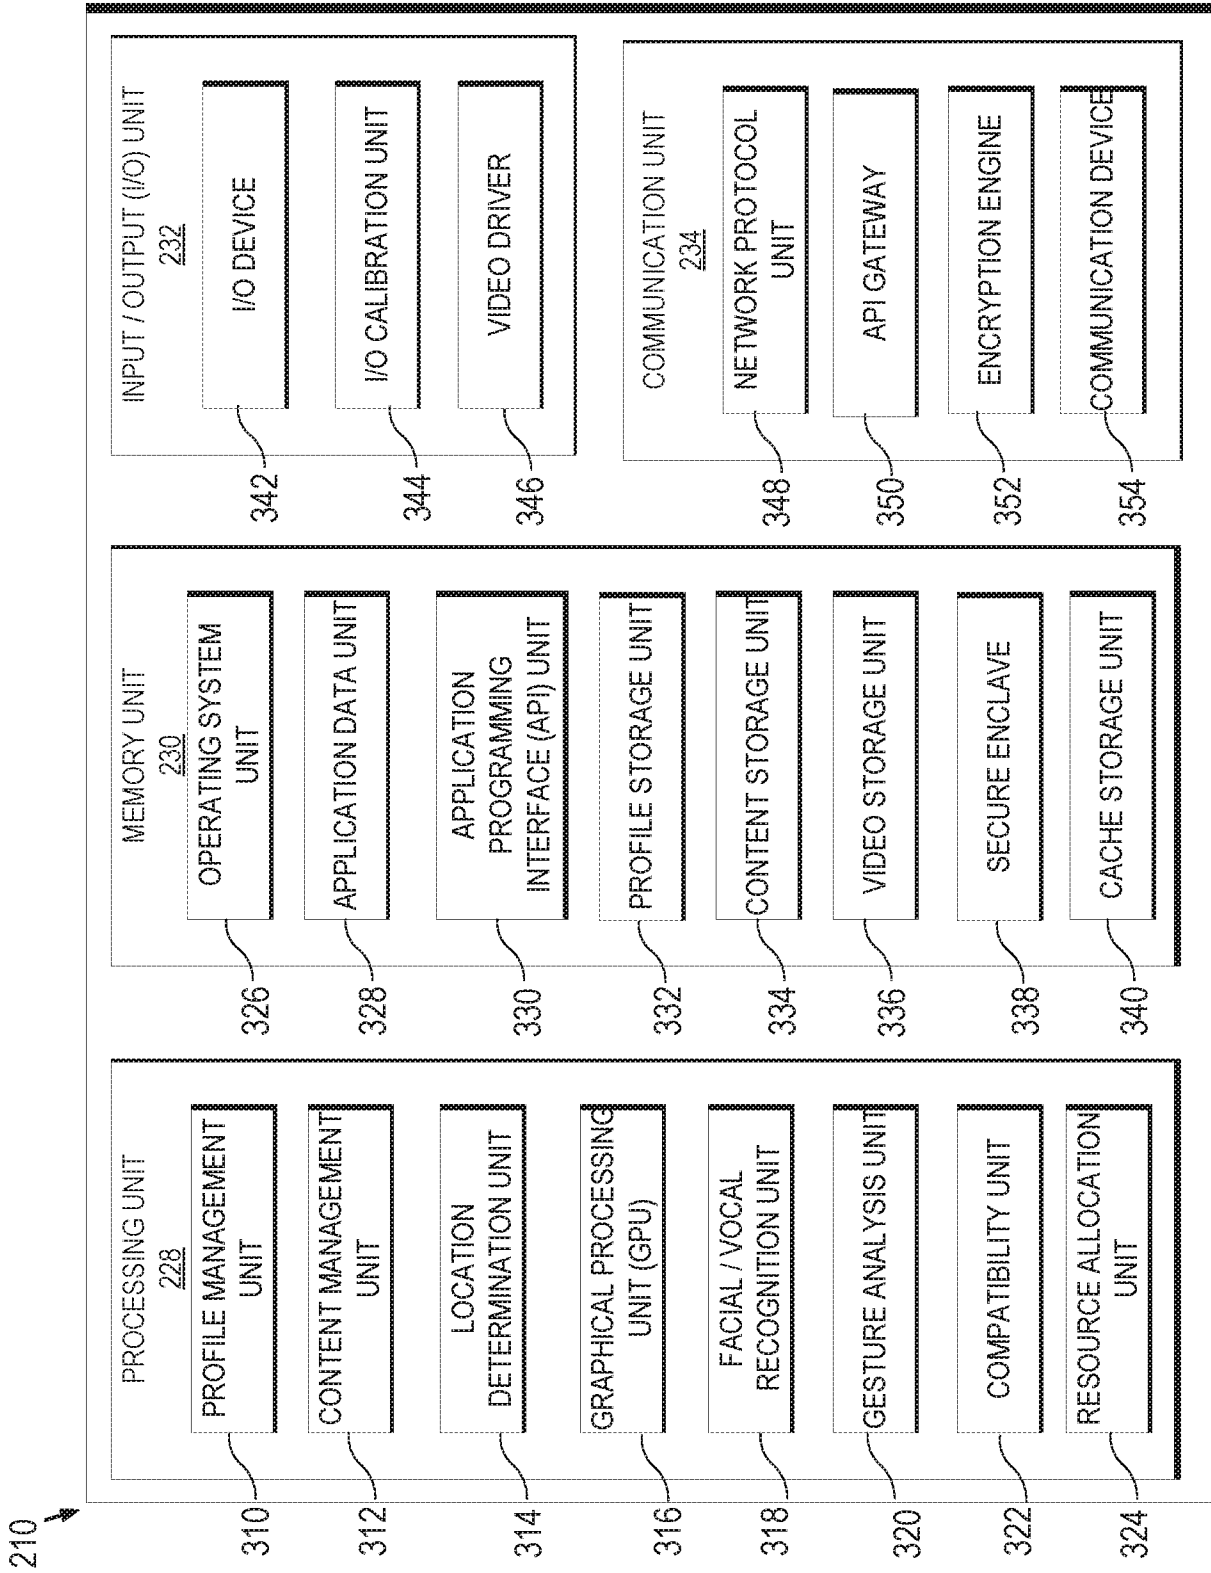 210
PROCESSING UNIT
228
310
PROFILE MANAGEMENT
UNIT
312
CONTENT MANAGEMENT
UNIT
314
LOCATION
DETERMINATION UNIT
316
GRAPHICAL PROCESSING
UNIT (GPU)
318
FACIAL / VOCAL
RECOGNITION UNIT
320
GESTURE ANALYSIS UNIT
322
COMPATIBILITY UNIT
324
RESOURCE ALLOCATION
UNIT
MEMORY UNIT
230
326
OPERATING SYSTEM
UNIT
328
APPLICATION DATA UNIT
330
APPLICATION
PROGRAMMING
INTERFACE (API) UNIT
332
PROFILE STORAGE UNIT
334
CONTENT STORAGE UNIT
336
VIDEO STORAGE UNIT
338
SECURE ENCLAVE
340
CACHE STORAGE UNIT
INPUT / OUTPUT (I/O) UNIT
232
342
I/O DEVICE
344
I/O CALIBRATION UNIT
346
VIDEO DRIVER
COMMUNICATION UNIT
234
348
NETWORK PROTOCOL
UNIT
350
API GATEWAY
352
ENCRYPTION ENGINE
354
COMMUNICATION DEVICE